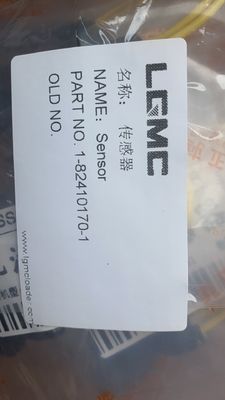 LGMC
名称: 传感器
NAME: Sensor
PART NO. 1-82410170-1
OLD NO.